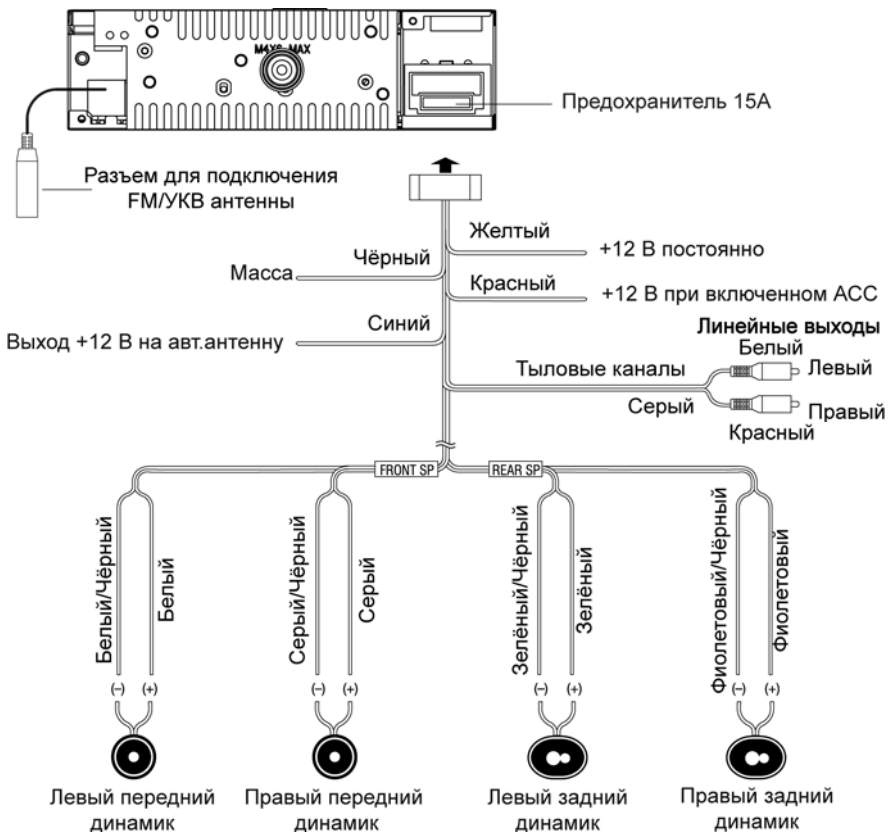 M4X8 MAX
Предохранитель 15А
Разъем для подключения
FM/УКВ антенны
Желтый
+12 В постоянно
Чёрный
Масса
Красный
+12 В при включенном АСС
Синий
Выход +12 В на авт.антенну
Линейные выходы
Белый
Тыловые каналы
Левый
Серый
Правый
Красный
FRONT SP
REAR SP
Белый/Чёрный
Белый
Серый/Чёрный
Серый
Зелёный/Чёрный
Зелёный
Фиолетовый/Чёрный
Фиолетовый
(−) (+)
(−) (+)
(−) (+)
(−) (+)
Левый передний
динамик
Правый передний
динамик
Левый задний
динамик
Правый задний
динамик